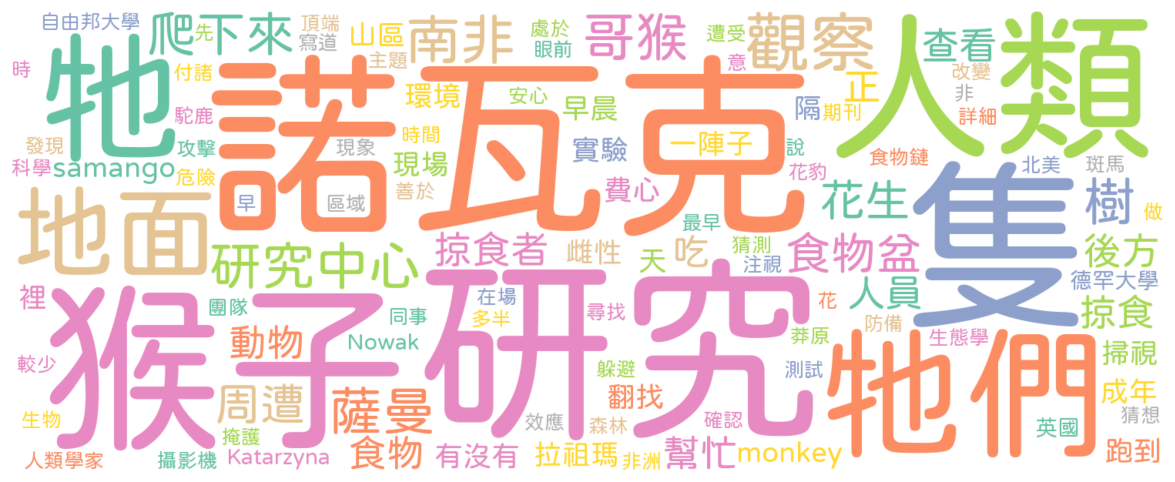 自由邦大學
爬下來
先
頂端
寫道
山區
主題
南非
處於
眼前
哥猴
遭受
意
觀察
人類
查看
改變
非
詳細
時
牠
付諸
駝鹿
諾瓦克
環境
安心
早晨
隔
期刊
正
發現
科學
samango
攻擊
危險
現象
時間
現場
善於
實驗
一陣子
說
花豹
食物鏈
北美
斑馬
隻
樹
做
早
區域
費心
最早
花生
地面
研究中心
掠食者
雌性
天
吃
猜測
注視
食物盆
後方
德罕大學
裡
猴子
研究
團隊
同事
在場
多半
尋找
花
人員
掠食
防備
生態學
牠們
掃視
較少
動物
Nowak
莽原
躲避
測試
成年
猜想
生物
周遭
薩曼
翻找
效應
森林
確認
英國
掩護
人類學家
攝影機
Katarzyna
食物
有沒有
拉祖瑪
非洲
幫忙
monkey
跑到